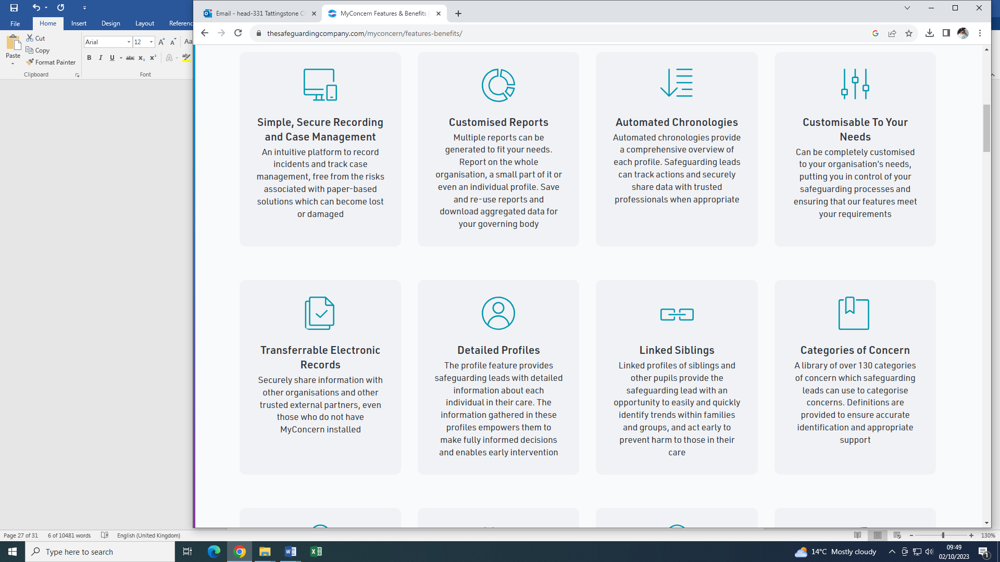 File
Home
Insert
Design
Layout
Referenc
Paste
Cut
Copy
Format Painter
Clipboard
Arial
12
Aa
B I U abc x₂ x² A ab
Font
Email - head-331 Tattingstone C
MyConcern Features & Benefits |
thesafeguardingcompany.com/myconcern/features-benefits/
Simple, Secure Recording
and Case Management
An intuitive platform to record
incidents and track case
management, free from the risks
associated with paper-based
solutions which can become lost
or damaged
Customised Reports
Multiple reports can be
generated to fit your needs.
Report on the whole
organisation, a small part of it or
even an individual profile. Save
and re-use reports and
download aggregated data for
your governing body
Automated Chronologies
Automated chronologies provide
a comprehensive overview of
each profile. Safeguarding leads
can track actions and securely
share data with trusted
professionals when appropriate
Customisable To Your
Needs
Can be completely customised
to your organisation's needs,
putting you in control of your
safeguarding processes and
ensuring that our features meet
your requirements
Transferrable Electronic
Records
Securely share information with
other organisations and other
trusted external partners, even
those who do not have
MyConcern installed
Detailed Profiles
The profile feature provides
safeguarding leads with detailed
information about each
individual in their care. The
information gathered in these
profiles empowers them to
make fully informed decisions
and enables early intervention
Linked Siblings
Linked profiles of siblings and
other pupils provide the
safeguarding lead with an
opportunity to easily and quickly
identify trends within families
and groups, and act early to
prevent harm to those in their
care
Categories of Concern
A library of over 130 categories
of concern which safeguarding
leads can use to categorise
concerns. Definitions are
provided to ensure accurate
identification and appropriate
support
Page 27 of 31
6 of 10481 words
English (United Kingdom)
130%
Type here to search
14°C Mostly cloudy
09:49
02/10/2023
1